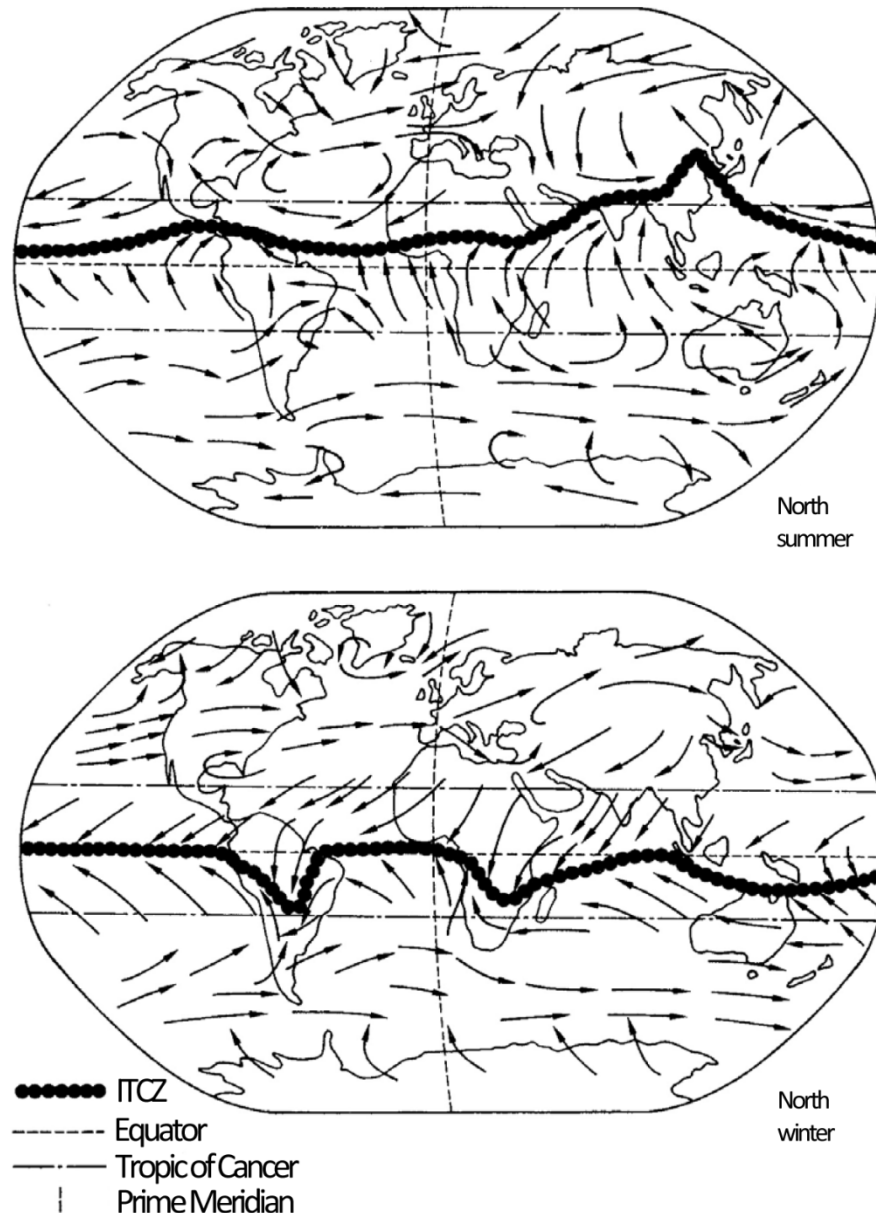 North
summer
North
winter
ITCZ
Equator
Tropic of Cancer
Prime Meridian